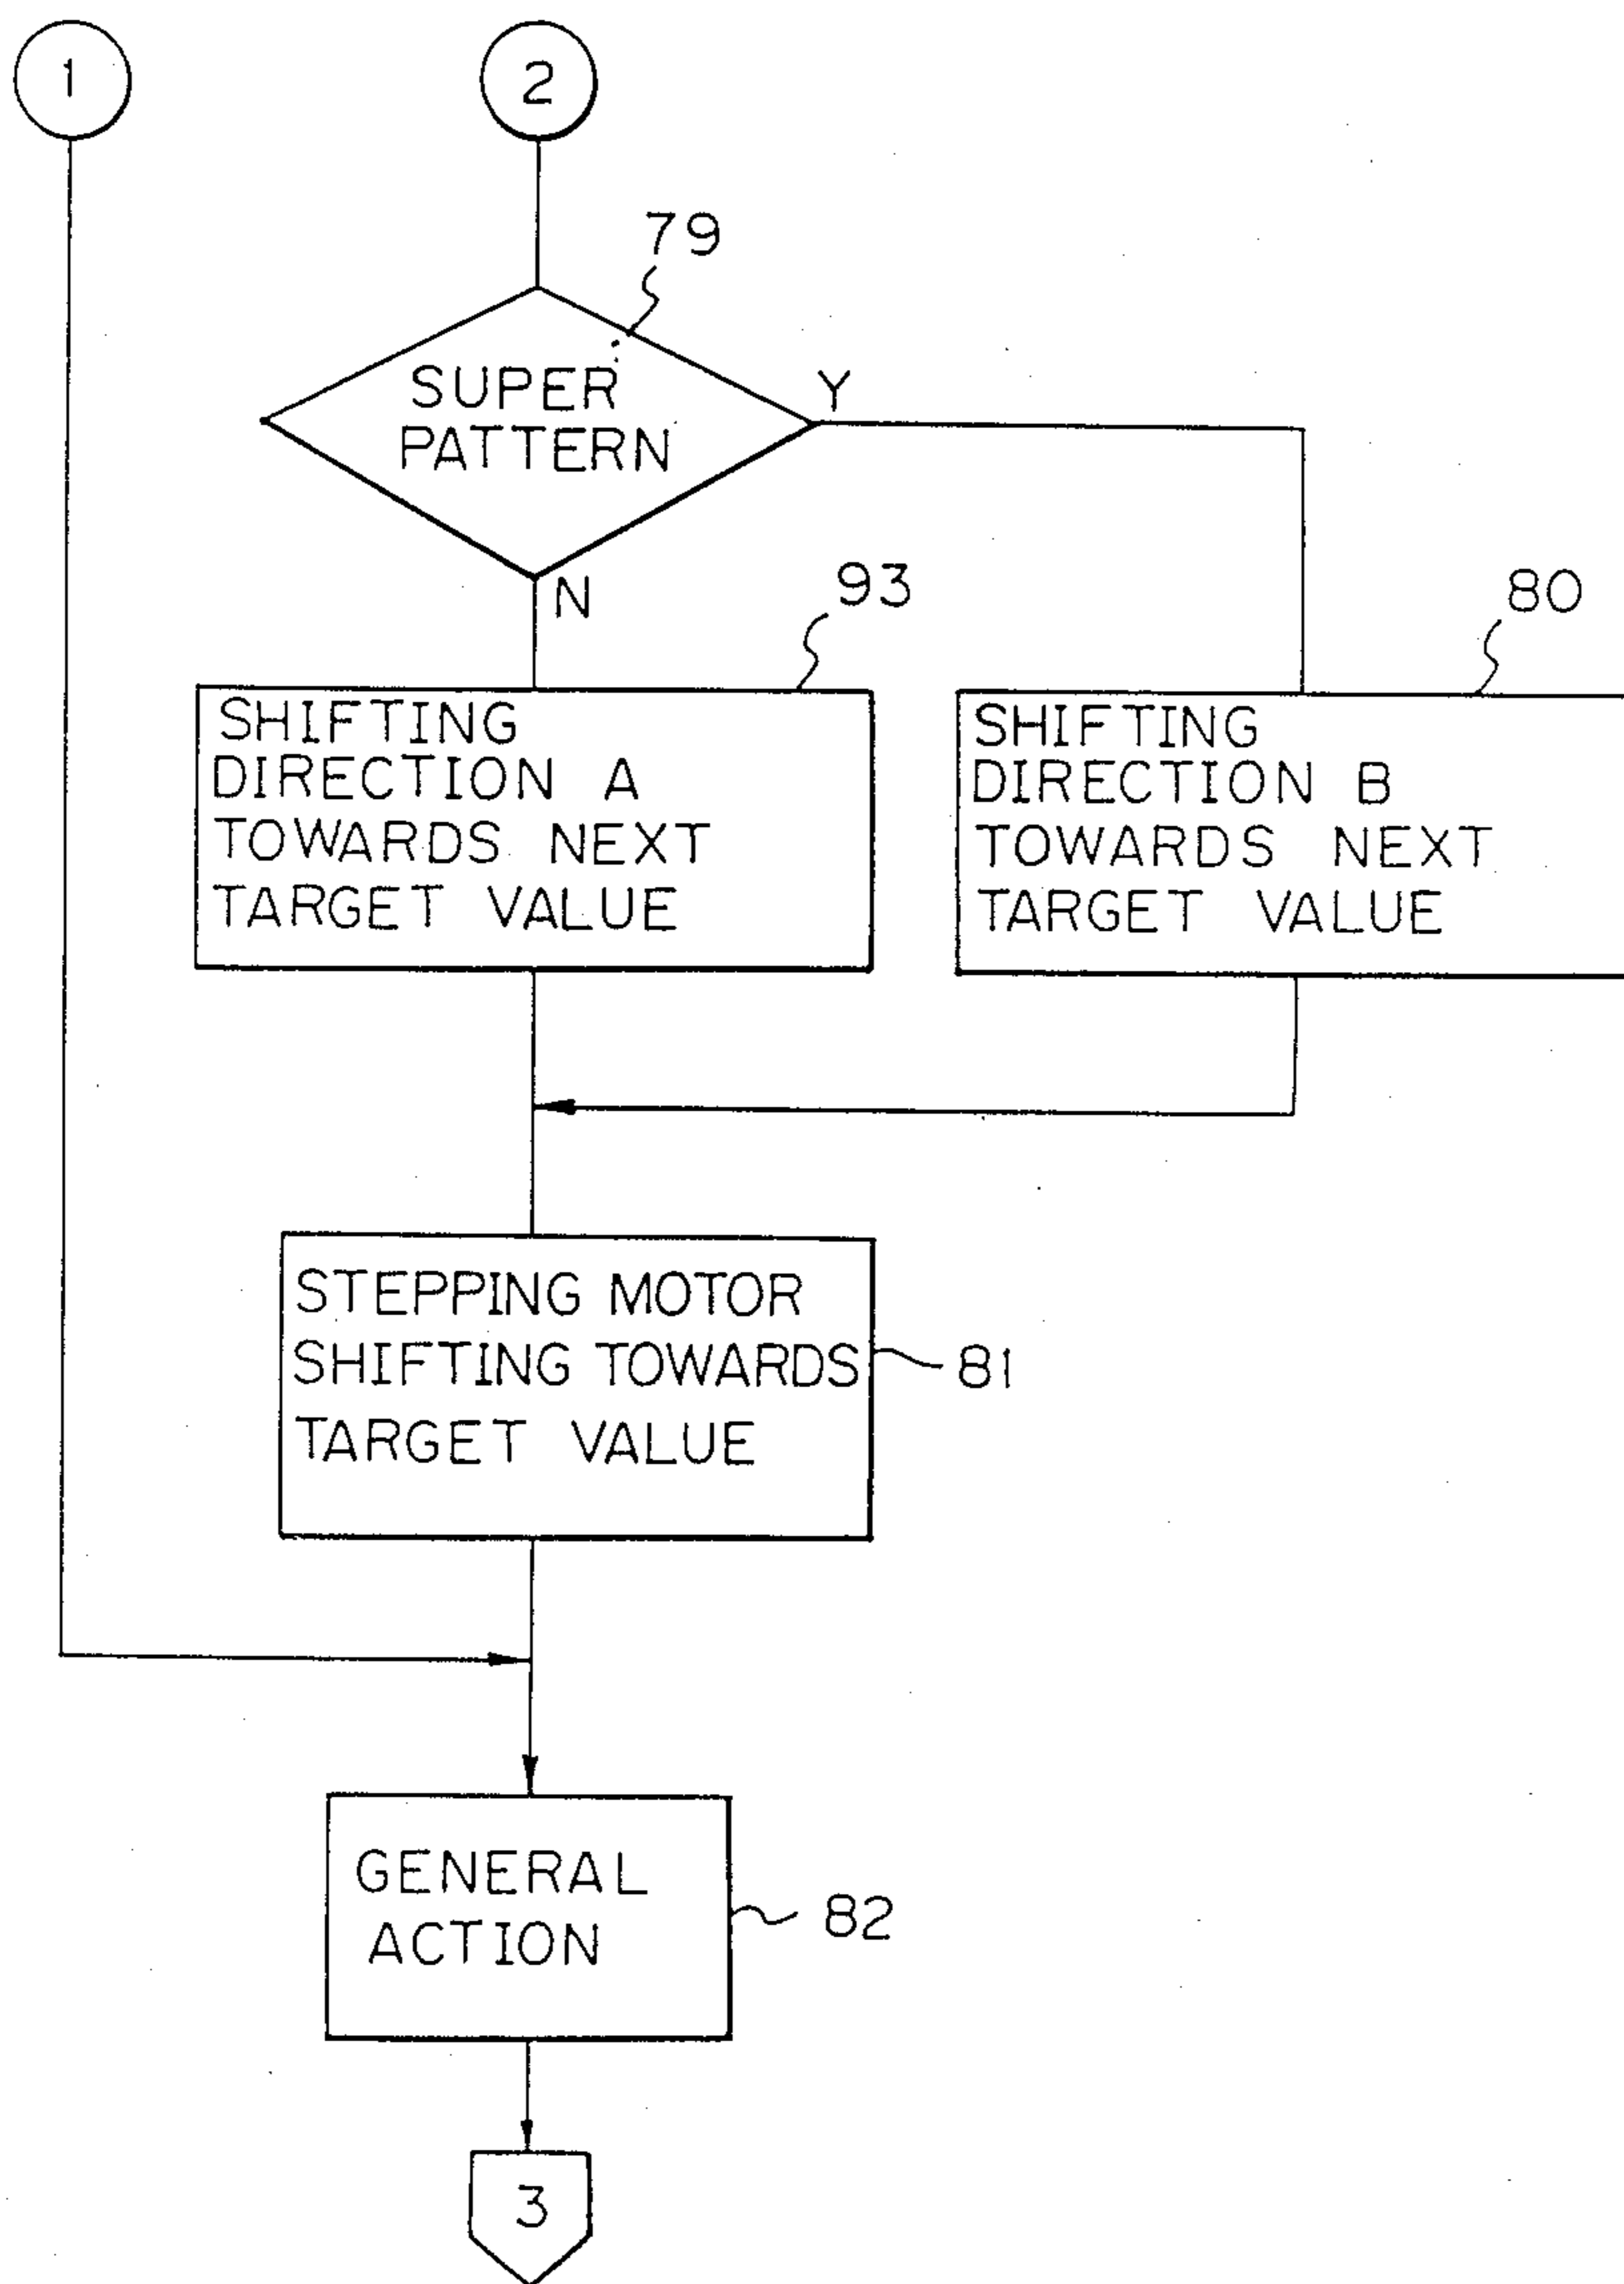 1
2
79
SUPER
PATTERN
Y
N
93
80
SHIFTING
DIRECTION A
TOWARDS NEXT
TARGET VALUE
SHIFTING
DIRECTION B
TOWARDS NEXT
TARGET VALUE
STEPPING MOTOR
SHIFTING TOWARDS
TARGET VALUE
81
GENERAL
ACTION
82
3